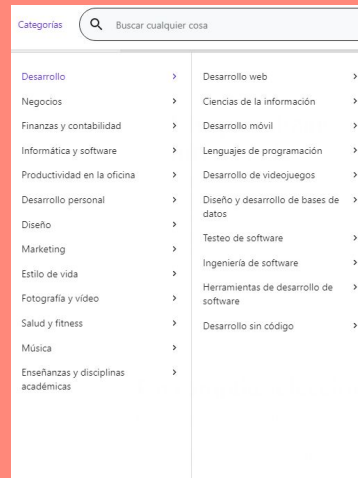 Categorías
Buscar cualquier cosa
Desarrollo
Negocios
Finanzas y contabilidad
Informática y software
Productividad en la oficina
Desarrollo personal
Diseño
Marketing
Estilo de vida
Fotografía y vídeo
Salud y fitness
Música
Enseñanzas y disciplinas
académicas
Desarrollo web
Ciencias de la información
Desarrollo móvil
Lenguajes de programación
Desarrollo de videojuegos
Diseño y desarrollo de bases de
datos
Testeo de software
Ingeniería de software
Herramientas de desarrollo de
software
Desarrollo sin código